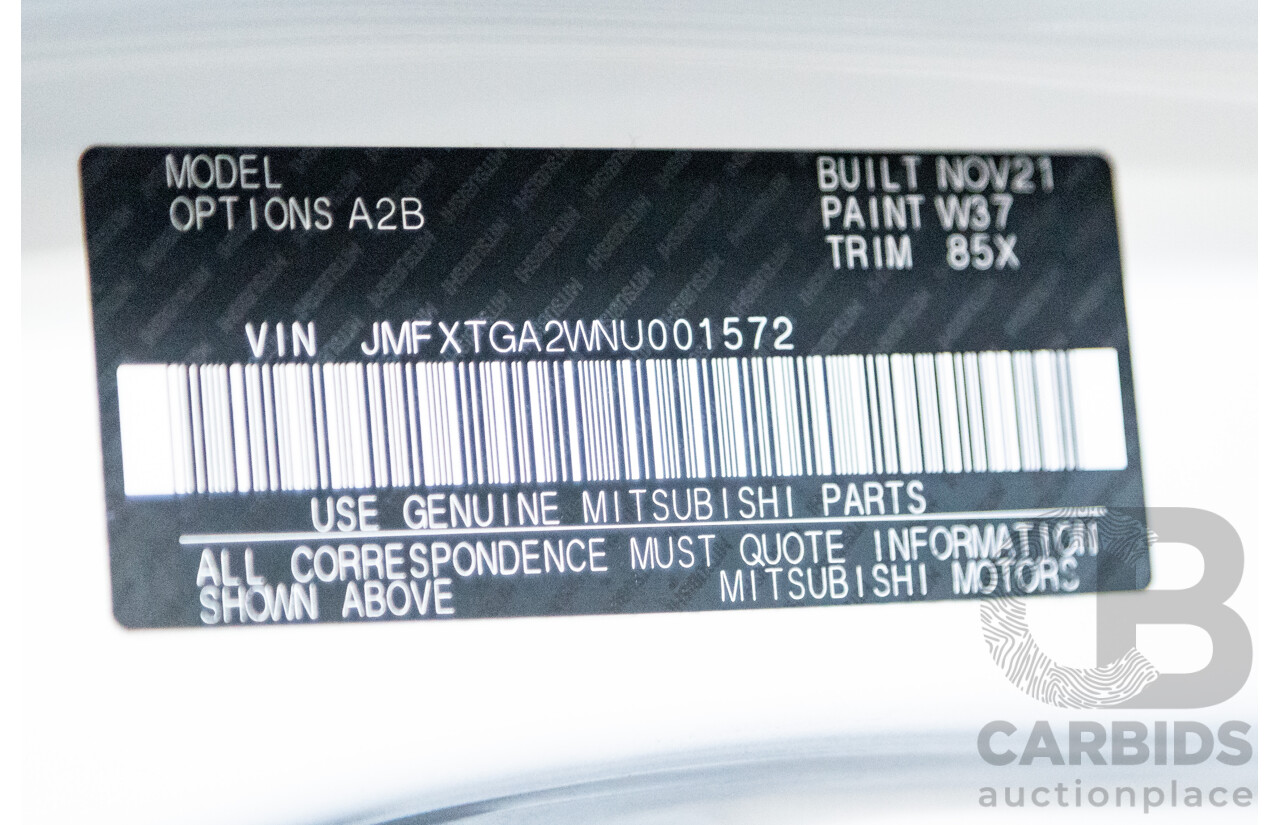 MODEL
OPTIONS A2B
BUILT NOV21
PAINT W37
TRIM 85X
VIN JMFXTGA2WNU001572
USE GENUINE MITSUBISHI PARTS
ALL CORRESPONDENCE MUST QUOTE INFORMATION
SHOWN ABOVE MITSUBISHI MOTORS
CB
CARBIDS
auctionplace